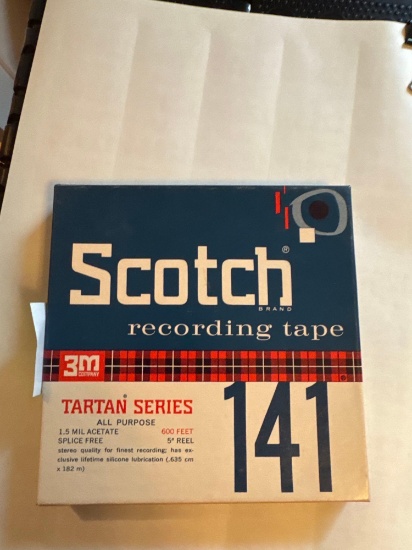 Scotch®
BRAND
recording tape
3M
COMPANY
TARTAN® SERIES
ALL PURPOSE
1.5 MIL ACETATE 600 FEET
SPLICE FREE 5" REEL
stereo quality for finest recording; has ex-
clusive lifetime silicone lubrication (.635 cm
x 182 m)
141